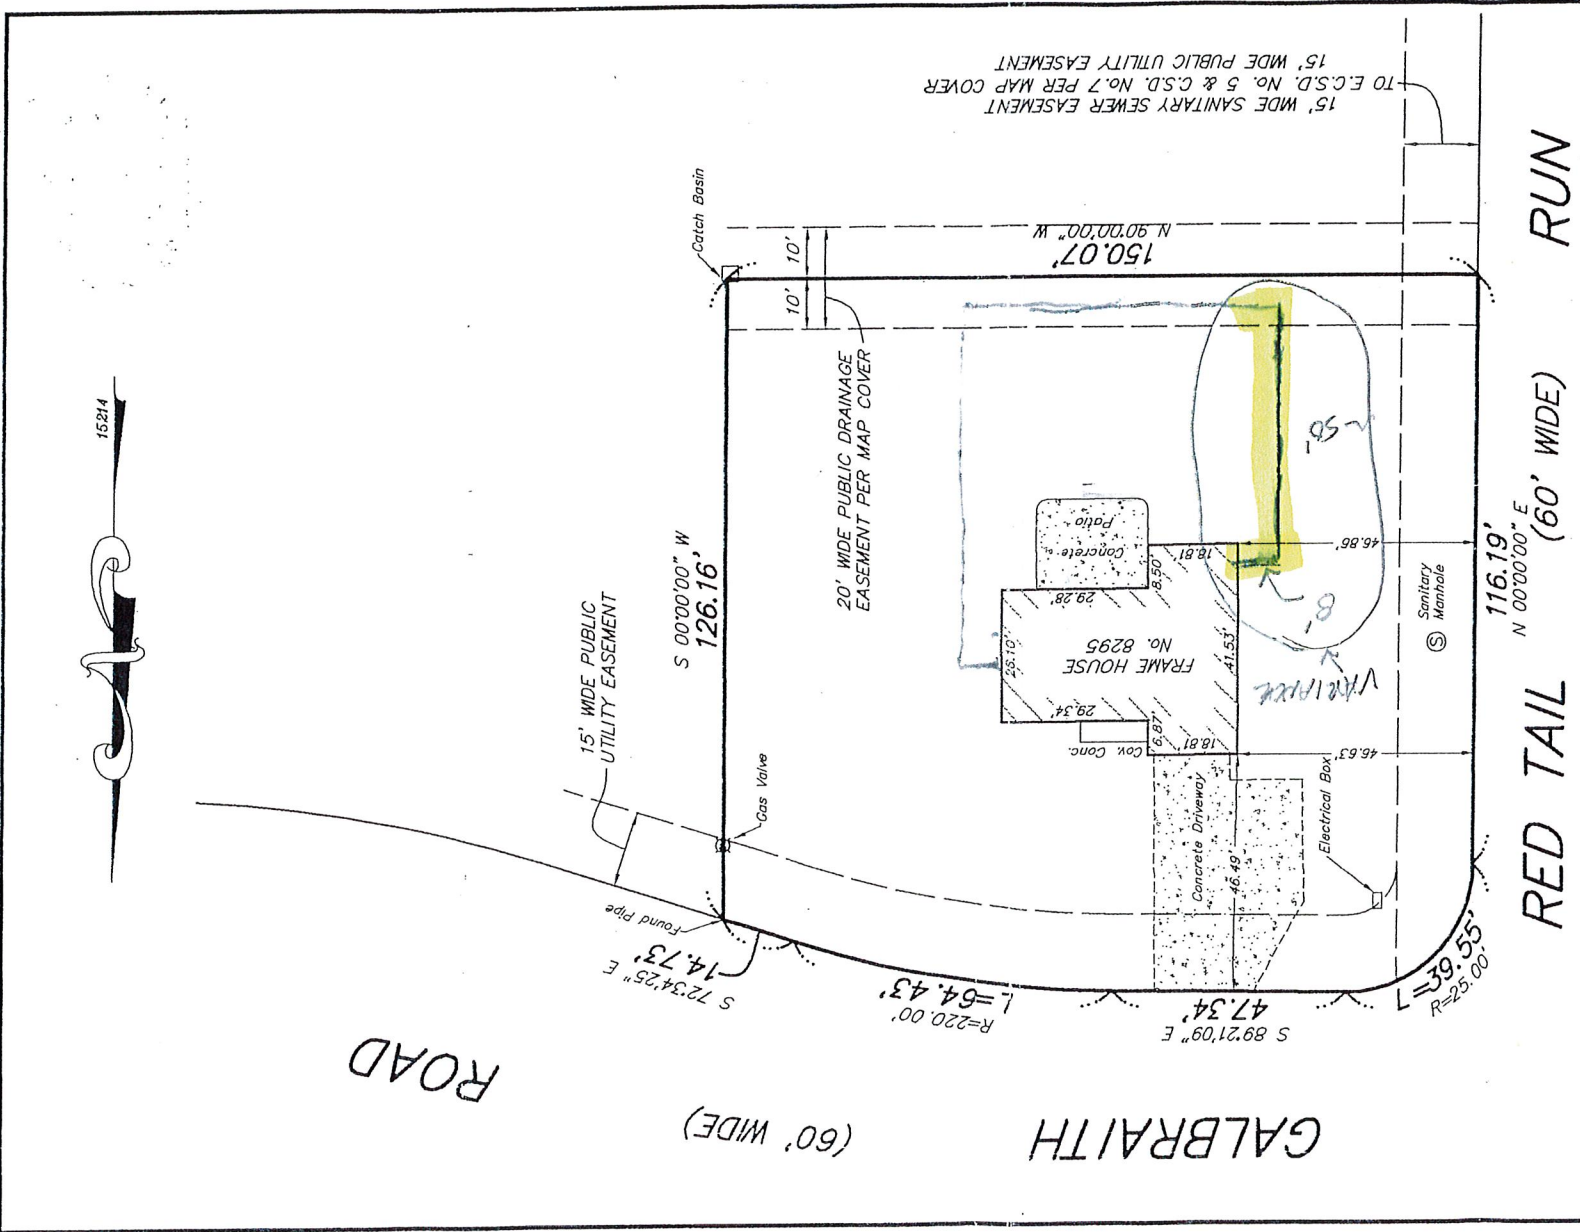 15' WIDE SANITARY SEWER EASEMENT
TO E.C.S.D. No. 5 & C.S.D. No.7 PER MAP COVER
15' WIDE PUBLIC UTILITY EASEMENT
15214
Catch Basin
10'
10'
N 90°00'00" W
150.07'
20' WIDE PUBLIC DRAINAGE
EASEMENT PER MAP COVER
S 00°00'00" W
126.16'
15' WIDE PUBLIC
UTILITY EASEMENT
Gas Valve
Found Pipe
Concrete
Patio
18.81'
8.50'
29.28'
25.10'
FRAME HOUSE
No. 8295
41.53'
29.34'
6.87'
18.81'
Cov. Conc.
Concrete Driveway
46.49'
46.86'
46.63'
~50'
8'
VARIANCE
Sanitary
Manhole
S
Electrical Box
116.19'
N 00°00'00" E
S 72°34'25" E
14.73'
R=220.00'
L=64.43'
S 89°21'09" E
47.34'
L=39.55'
R=25.00'
RED TAIL (60' WIDE) RUN
GALBRAITH (60' WIDE) ROAD